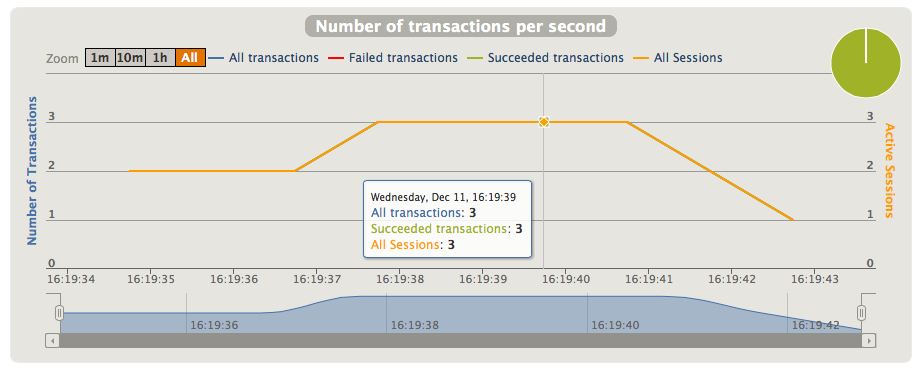 Number of transactions per second
Zoom 1m 10m 1h All All transactions Failed transactions Succeeded transactions All Sessions
Number of Transactions
3
2
1
0
3
2
1
0
Active Sessions
Wednesday, Dec 11, 16:19:39
All transactions: 3
Succeeded transactions: 3
All Sessions: 3
16:19:34 16:19:35 16:19:36 16:19:37 16:19:38 16:19:39 16:19:40 16:19:41 16:19:42 16:19:43
16:19:36 16:19:38 16:19:40 16:19:42